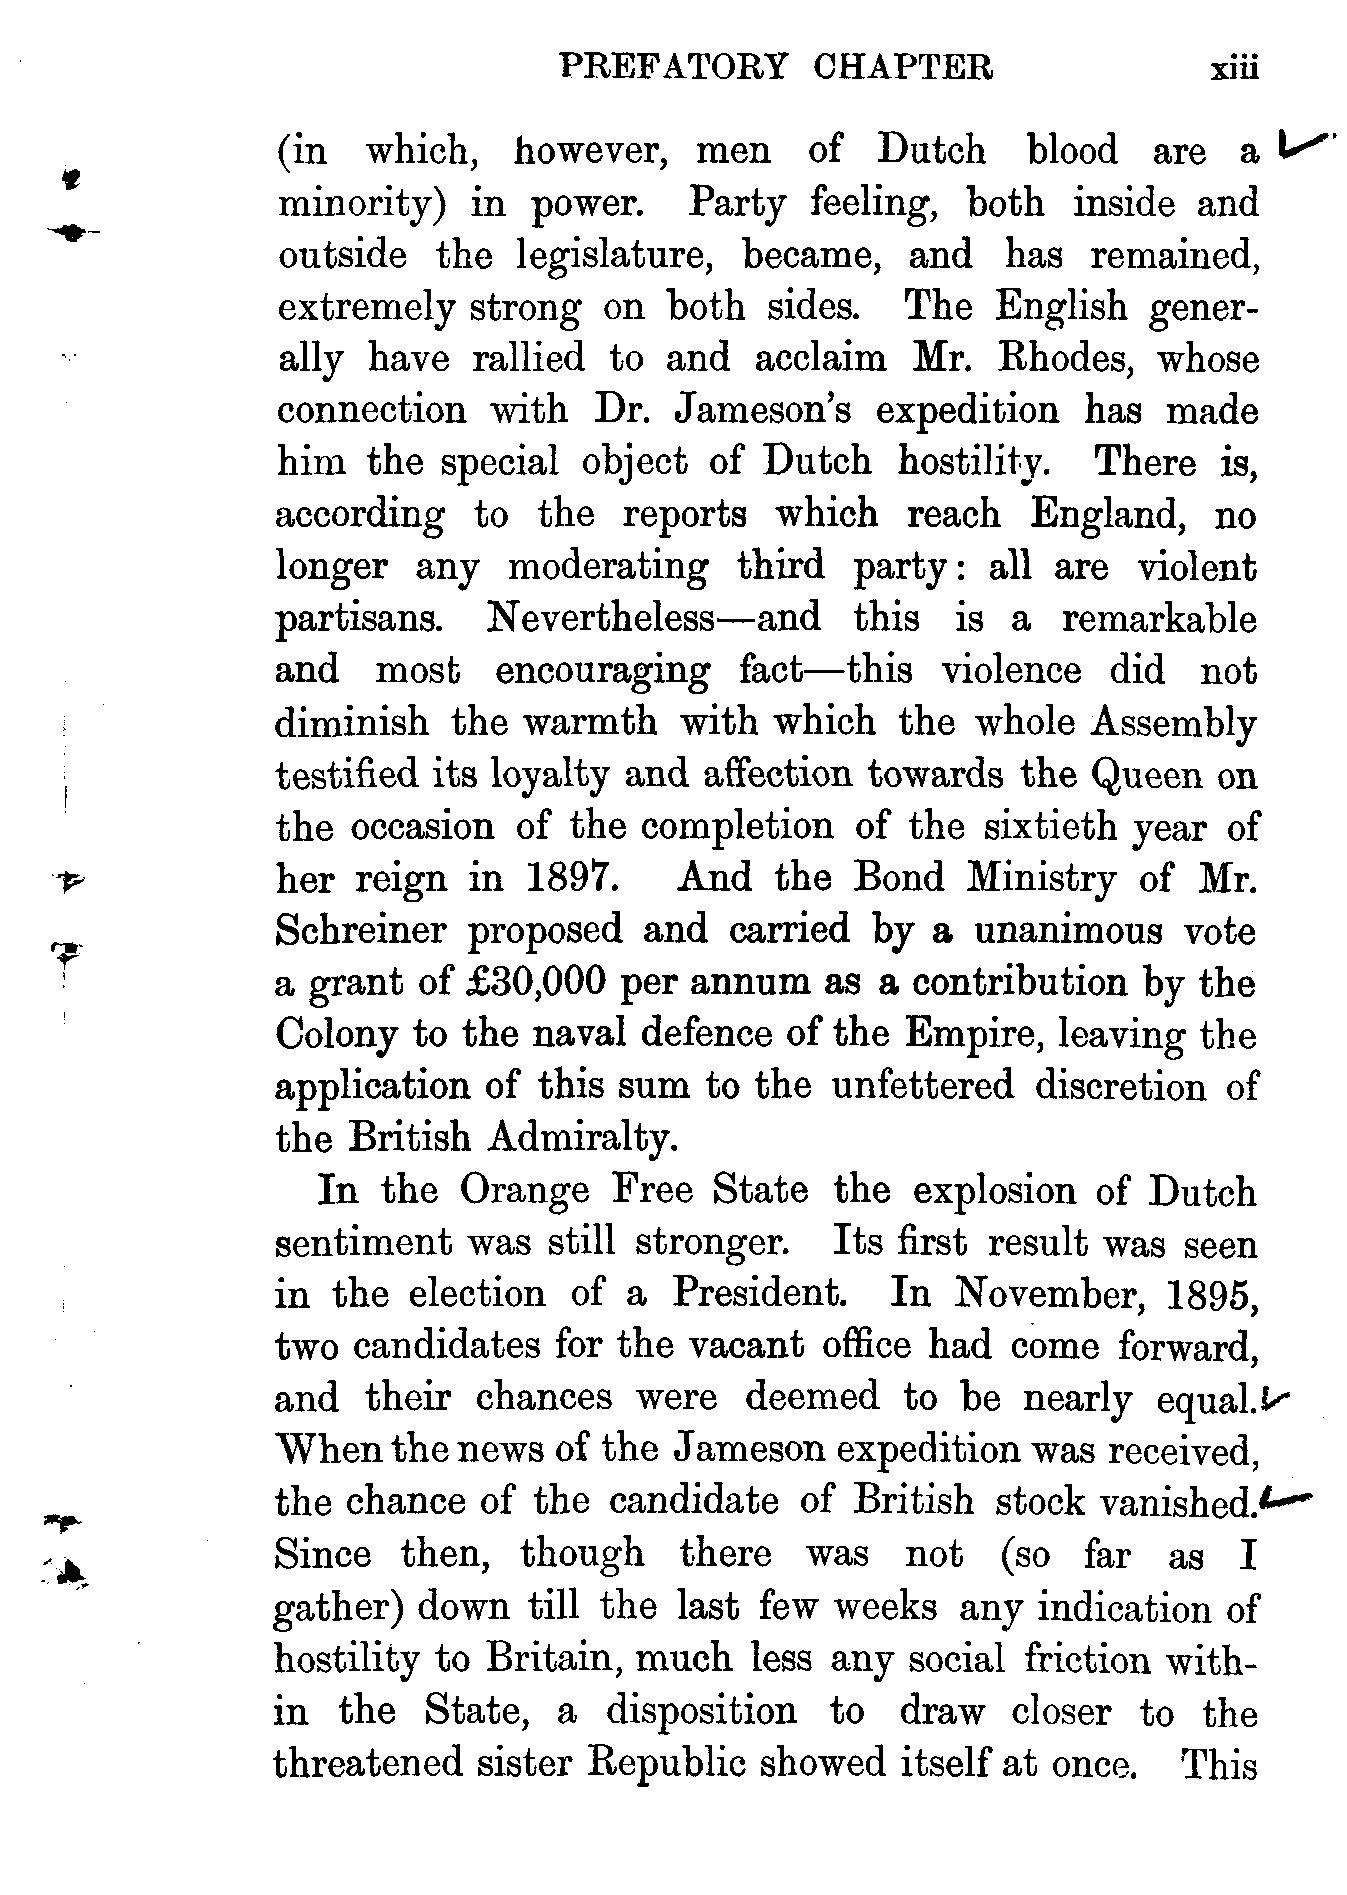 PREFATORY CHAPTER xiii
(in which, however, men of Dutch blood are a
minority) in power. Party feeling, both inside and
outside the legislature, became, and has remained,
extremely strong on both sides. The English gener-
ally have rallied to and acclaim Mr. Rhodes, whose
connection with Dr. Jameson's expedition has made
him the special object of Dutch hostility. There is,
according to the reports which reach England, no
longer any moderating third party: all are violent
partisans. Nevertheless—and this is a remarkable
and most encouraging fact—this violence did not
diminish the warmth with which the whole Assembly
testified its loyalty and affection towards the Queen on
the occasion of the completion of the sixtieth year of
her reign in 1897. And the Bond Ministry of Mr.
Schreiner proposed and carried by a unanimous vote
a grant of £30,000 per annum as a contribution by the
Colony to the naval defence of the Empire, leaving the
application of this sum to the unfettered discretion of
the British Admiralty.
In the Orange Free State the explosion of Dutch
sentiment was still stronger. Its first result was seen
in the election of a President. In November, 1895,
two candidates for the vacant office had come forward,
and their chances were deemed to be nearly equal.
When the news of the Jameson expedition was received,
the chance of the candidate of British stock vanished.
Since then, though there was not (so far as I
gather) down till the last few weeks any indication of
hostility to Britain, much less any social friction with-
in the State, a disposition to draw closer to the
threatened sister Republic showed itself at once. This